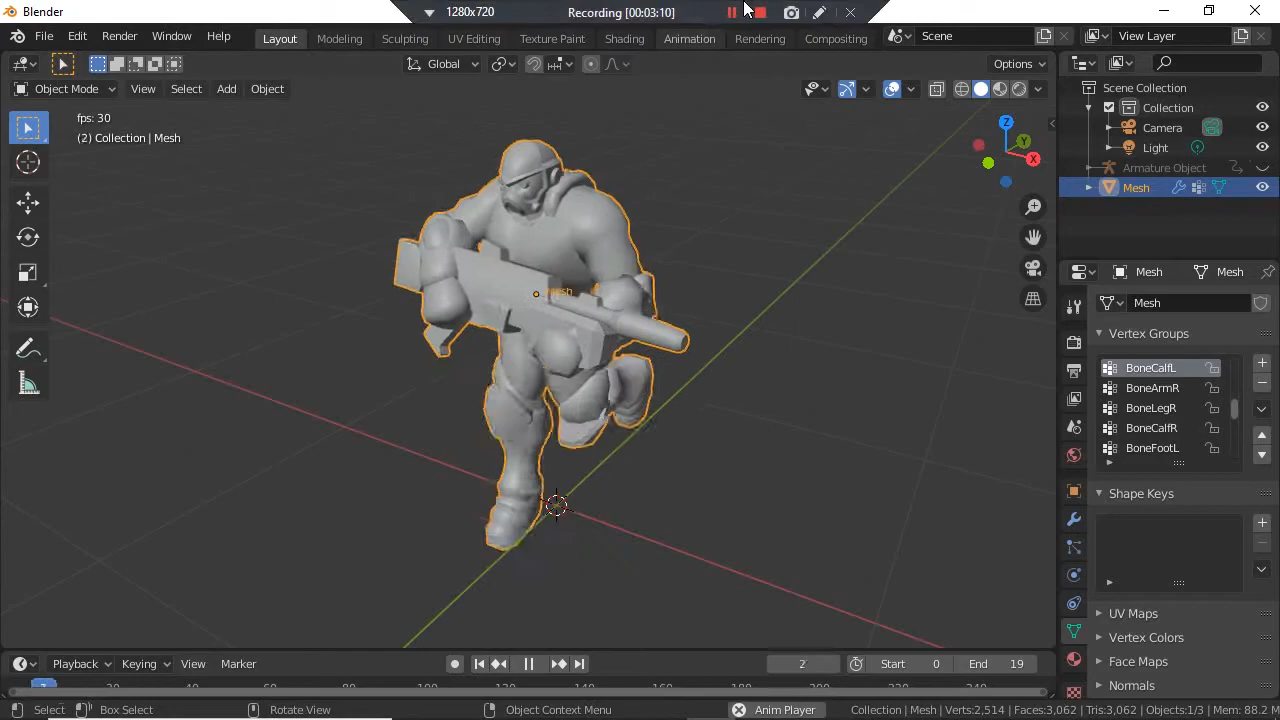 Blender
1280x720
Recording [00:03:10]
File Edit Render Window Help
Layout Modeling Sculpting UV Editing Texture Paint Shading Animation Rendering Compositing
Scene
View Layer
Global
Options
Object Mode View Select Add Object
fps: 30
(2) Collection | Mesh
Z
Y
X
Mesh
Scene Collection
Collection
Camera
Light
Armature Object
Mesh
Mesh Mesh
Mesh
Vertex Groups
BoneCalfL
BoneArmR
BoneLegR
BoneCalfR
BoneFootL
Shape Keys
UV Maps
Vertex Colors
Face Maps
Normals
Playback Keying View Marker
2
Start 0
End 19
Select Box Select Rotate View Object Context Menu Anim Player
Collection | Mesh | Verts:2,514 | Faces:3,062 | Tris:3,062 | Objects:1/3 | Mem: 88.2 M